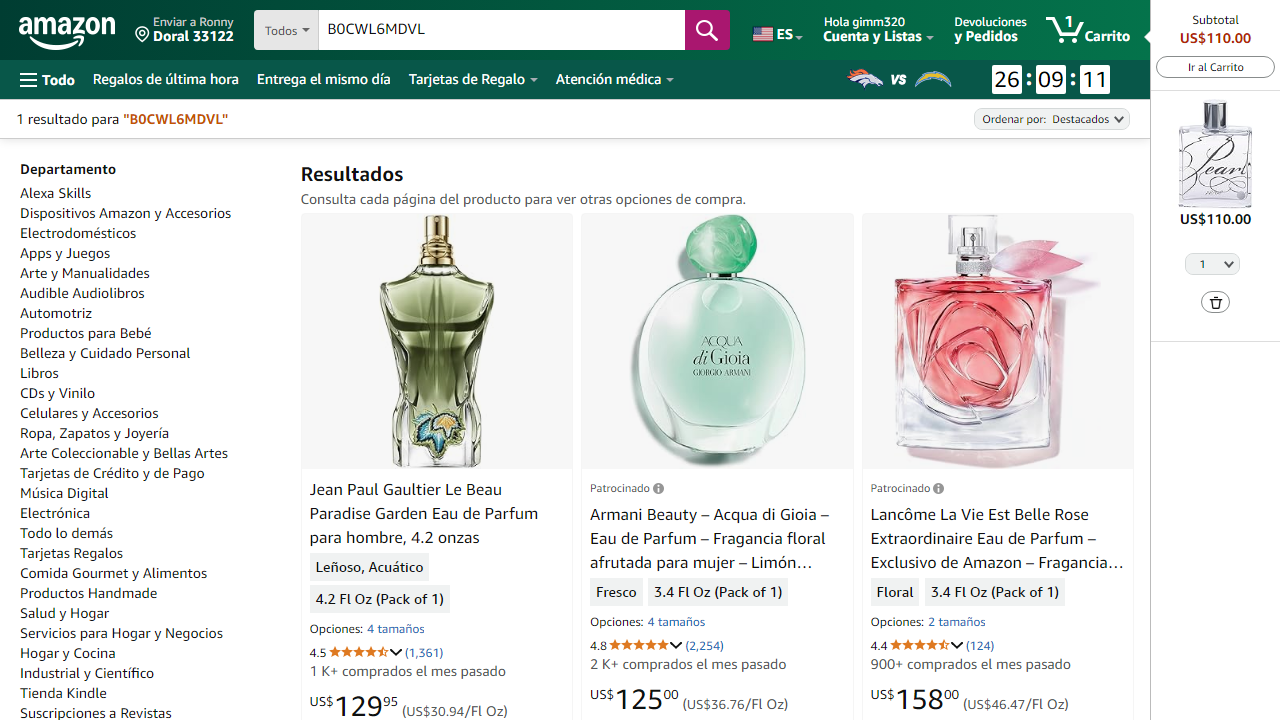 amazon
Enviar a Ronny
Doral 33122
Todos
B0CWL6MDVL
ES
Hola gimm320
Cuenta y Listas
Devoluciones
y Pedidos
1
Carrito
Todo
Regalos de última hora
Entrega el mismo día
Tarjetas de Regalo
Atención médica
VS
26:09:11
1 resultado para "B0CWL6MDVL"
Ordenar por: Destacados
Subtotal
US$110.00
Ir al Carrito
Pearl
US$110.00
1
Departamento
Alexa Skills
Dispositivos Amazon y Accesorios
Electrodomésticos
Apps y Juegos
Arte y Manualidades
Audible Audiolibros
Automotriz
Productos para Bebé
Belleza y Cuidado Personal
Libros
CDs y Vinilo
Celulares y Accesorios
Ropa, Zapatos y Joyería
Arte Coleccionable y Bellas Artes
Tarjetas de Crédito y de Pago
Música Digital
Electrónica
Todo lo demás
Tarjetas Regalos
Comida Gourmet y Alimentos
Productos Handmade
Salud y Hogar
Servicios para Hogar y Negocios
Hogar y Cocina
Industrial y Científico
Tienda Kindle
Suscripciones a Revistas
Resultados
Consulta cada página del producto para ver otras opciones de compra.
Jean Paul Gaultier Le Beau
Paradise Garden Eau de Parfum
para hombre, 4.2 onzas
Leñoso, Acuático
4.2 Fl Oz (Pack of 1)
Opciones: 4 tamaños
4.5 (1,361)
1 K+ comprados el mes pasado
US$129.95 (US$30.94/Fl Oz)
ACQUA
di Gioia
GIORGIO ARMANI
Patrocinado
Armani Beauty – Acqua di Gioia –
Eau de Parfum – Fragancia floral
afrutada para mujer – Limón…
Fresco
3.4 Fl Oz (Pack of 1)
Opciones: 4 tamaños
4.8 (2,254)
2 K+ comprados el mes pasado
US$125.00 (US$36.76/Fl Oz)
Patrocinado
Lancôme La Vie Est Belle Rose
Extraordinaire Eau de Parfum –
Exclusivo de Amazon – Fragancia…
Floral
3.4 Fl Oz (Pack of 1)
Opciones: 2 tamaños
4.4 (124)
900+ comprados el mes pasado
US$158.00 (US$46.47/Fl Oz)